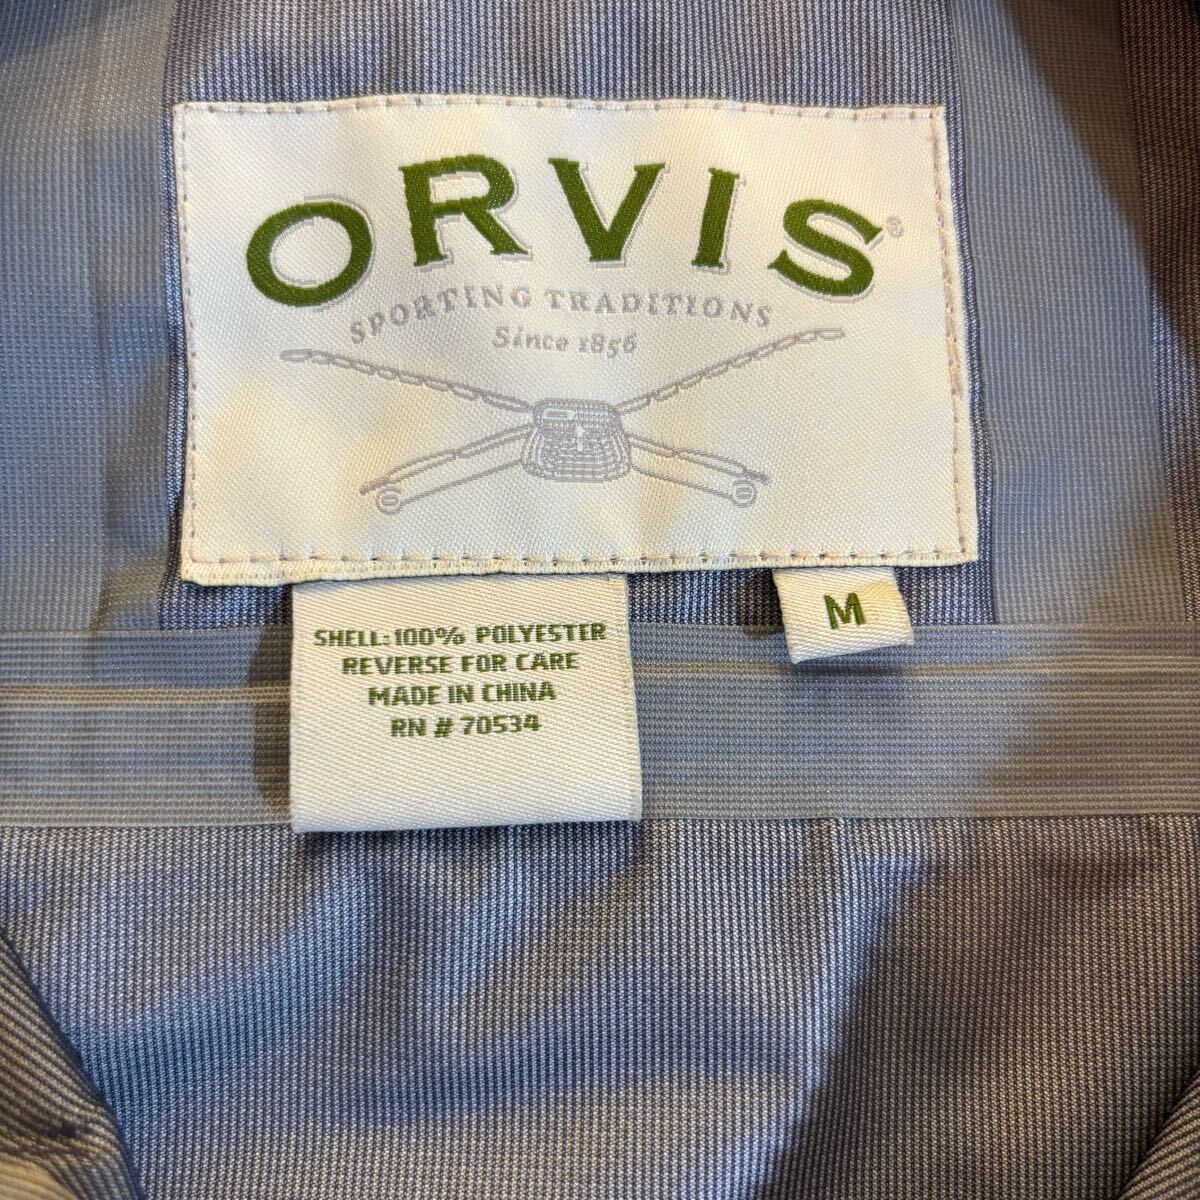 ORVIS®
SPORTING TRADITIONS
Since 1856
M
SHELL: 100% POLYESTER
REVERSE FOR CARE
MADE IN CHINA
RN # 70534